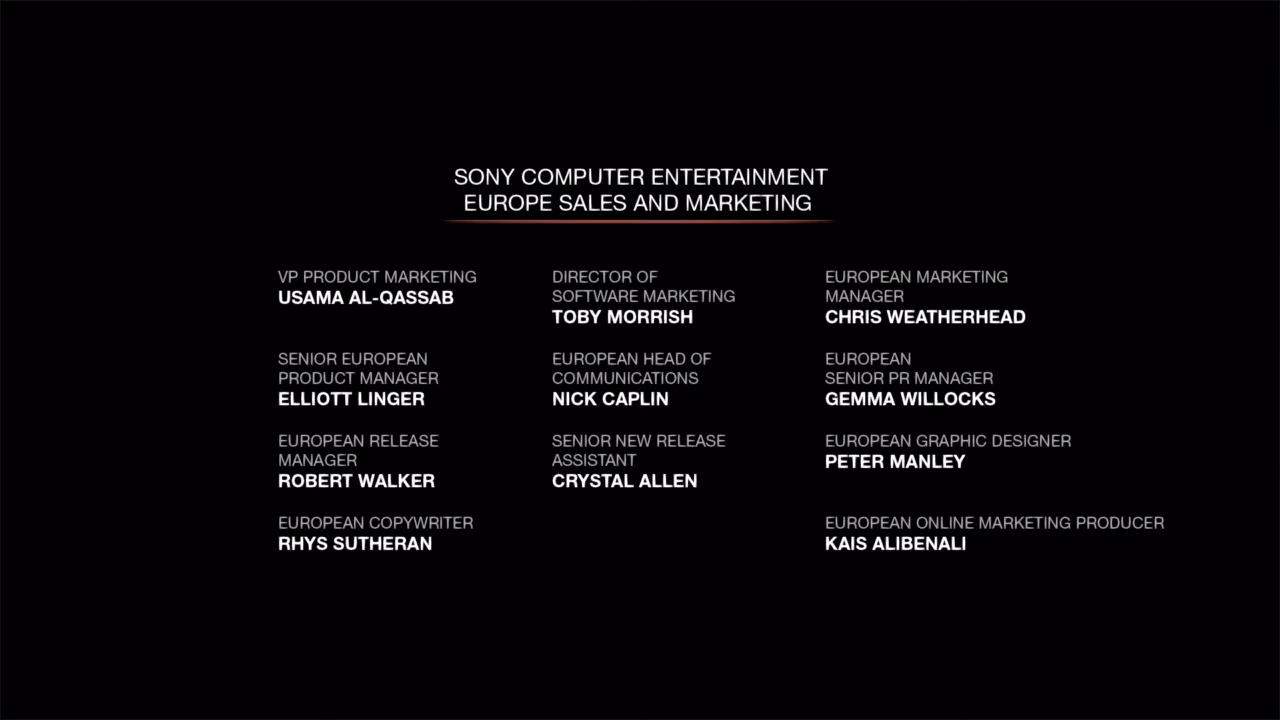 SONY COMPUTER ENTERTAINMENT
EUROPE SALES AND MARKETING
VP PRODUCT MARKETING
USAMA AL-QASSAB
DIRECTOR OF
SOFTWARE MARKETING
TOBY MORRISH
EUROPEAN MARKETING
MANAGER
CHRIS WEATHERHEAD
SENIOR EUROPEAN
PRODUCT MANAGER
ELLIOTT LINGER
EUROPEAN HEAD OF
COMMUNICATIONS
NICK CAPLIN
EUROPEAN
SENIOR PR MANAGER
GEMMA WILLOCKS
EUROPEAN RELEASE
MANAGER
ROBERT WALKER
SENIOR NEW RELEASE
ASSISTANT
CRYSTAL ALLEN
EUROPEAN GRAPHIC DESIGNER
PETER MANLEY
EUROPEAN COPYWRITER
RHYS SUTHERAN
EUROPEAN ONLINE MARKETING PRODUCER
KAIS ALIBENALI